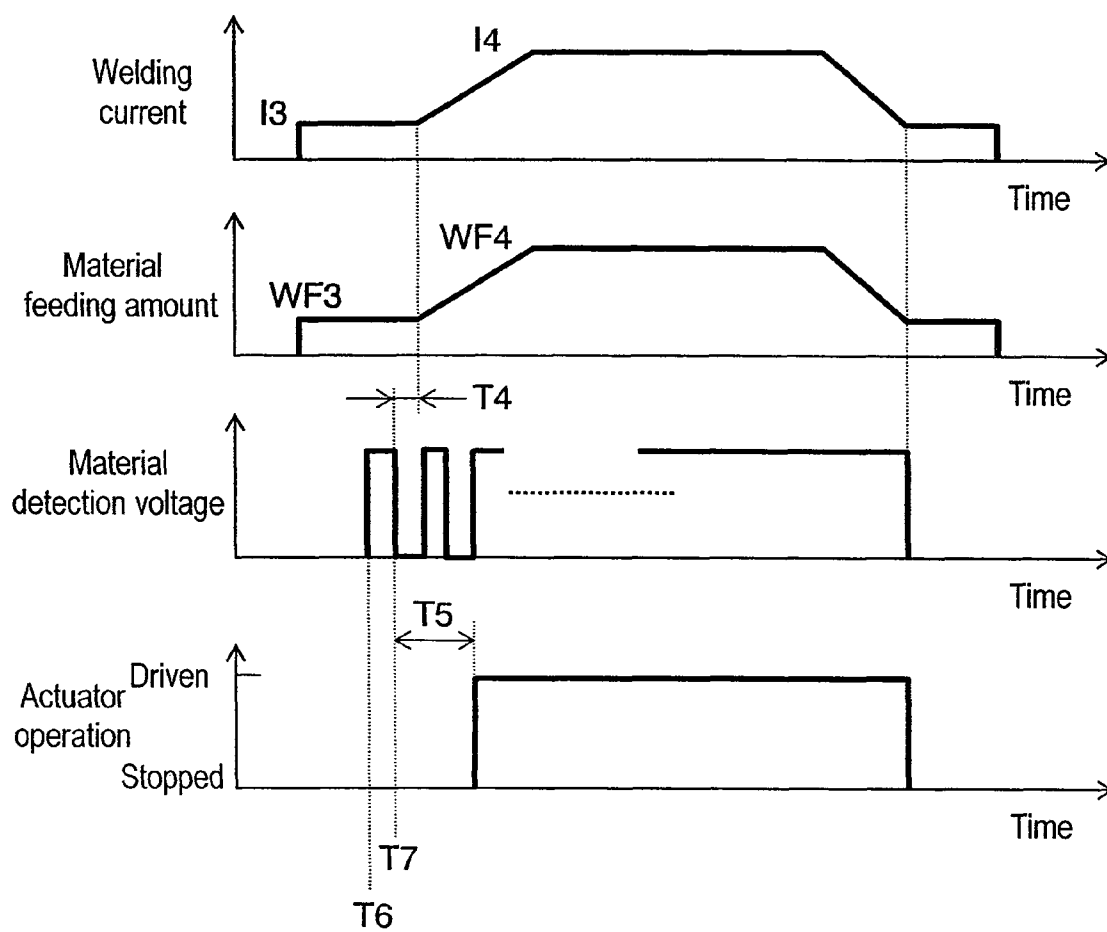 I4
Welding
current
I3
Time
WF4
Material
feeding amount
WF3
Time
T4
Material
detection voltage
Time
T5
Driven
Actuator
operation
Stopped
Time
T7
T6